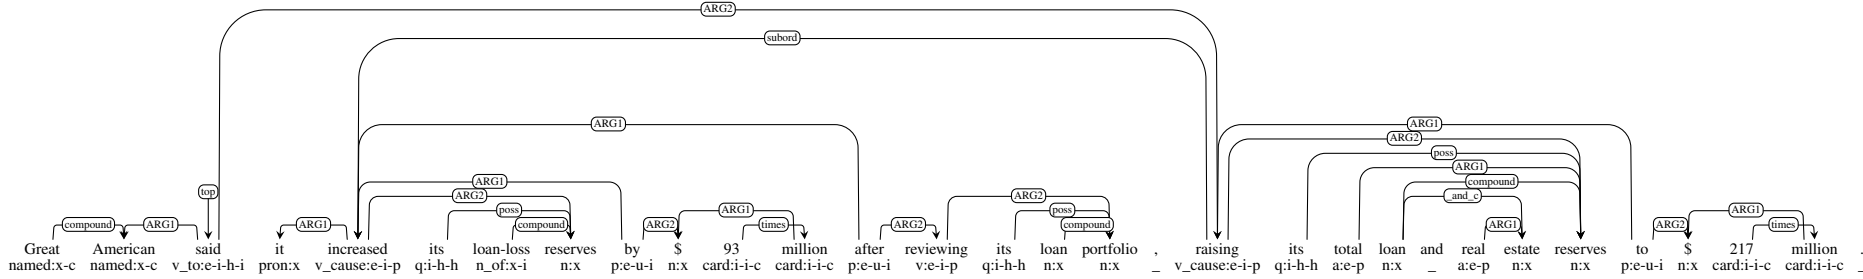 ARG2
subord
ARG1 ARG1
ARG2
poss
ARG1
top ARG1 compound
ARG2 ARG2 _and_c
poss ARG1 poss ARG1
compound ARG1 ARG1 compound ARG2 times ARG2 compound ARG1 ARG2 times
Great American said it increased its loan-loss reserves by $ 93 million after reviewing its loan portfolio , raising its total loan and real estate reserves to $ 217 million .
named:x-c named:x-c v_to:e-i-h-i pron:x v_cause:e-i-p q:i-h-h n_of:x-i n:x p:e-u-i n:x card:i-i-c card:i-i-c p:e-u-i v:e-i-p q:i-h-h n:x n:x _ v_cause:e-i-p q:i-h-h a:e-p n:x _ a:e-p n:x n:x p:e-u-i n:x card:i-i-c card:i-i-c